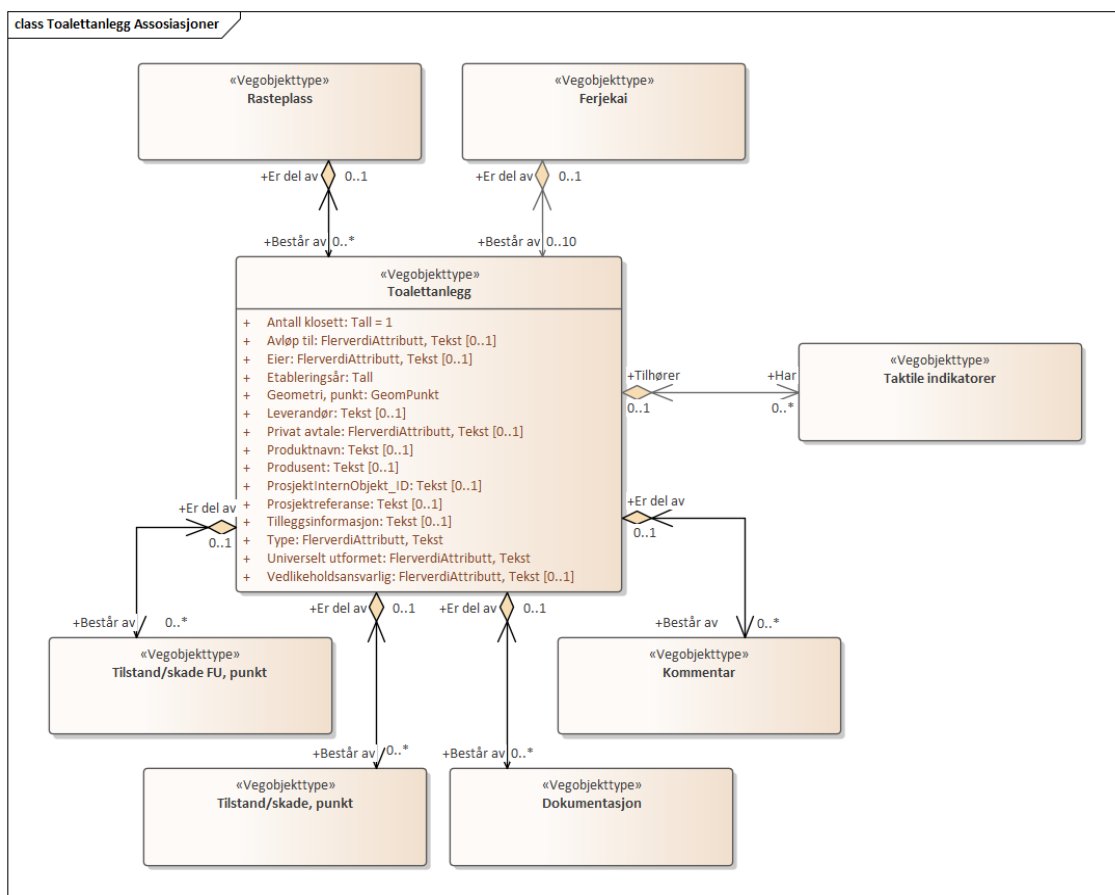 class Toalettanlegg Assosiasjoner
«Vegobjekttype»
Rasteplass
«Vegobjekttype»
Ferjekai
+Er del av 0..1
+Er del av 0..1
+Består av 0..*
+Består av 0..10
«Vegobjekttype»
Toalettanlegg
+ Antall klosett: Tall = 1
+ Avløp til: FlerverdiAttributt, Tekst [0..1]
+ Eier: FlerverdiAttributt, Tekst [0..1]
+ Etableringsår: Tall
+ Geometri, punkt: GeomPunkt
+ Leverandør: Tekst [0..1]
+ Privat avtale: FlerverdiAttributt, Tekst [0..1]
+ Produktnavn: Tekst [0..1]
+ Produsent: Tekst [0..1]
+ ProsjektInternObjekt_ID: Tekst [0..1]
+ Prosjektreferanse: Tekst [0..1]
+ Tilleggsinformasjon: Tekst [0..1]
+ Type: FlerverdiAttributt, Tekst
+ Universelt utformet: FlerverdiAttributt, Tekst
+ Vedlikeholdsansvarlig: FlerverdiAttributt, Tekst [0..1]
+Tilhører
0..1
+Har
0..*
«Vegobjekttype»
Taktile indikatorer
+Er del av
0..1
+Er del av
0..1
+Er del av 0..1
+Er del av 0..1
+Består av 0..*
«Vegobjekttype»
Tilstand/skade FU, punkt
+Består av 0..*
«Vegobjekttype»
Kommentar
+Består av 0..*
«Vegobjekttype»
Tilstand/skade, punkt
+Består av 0..*
«Vegobjekttype»
Dokumentasjon